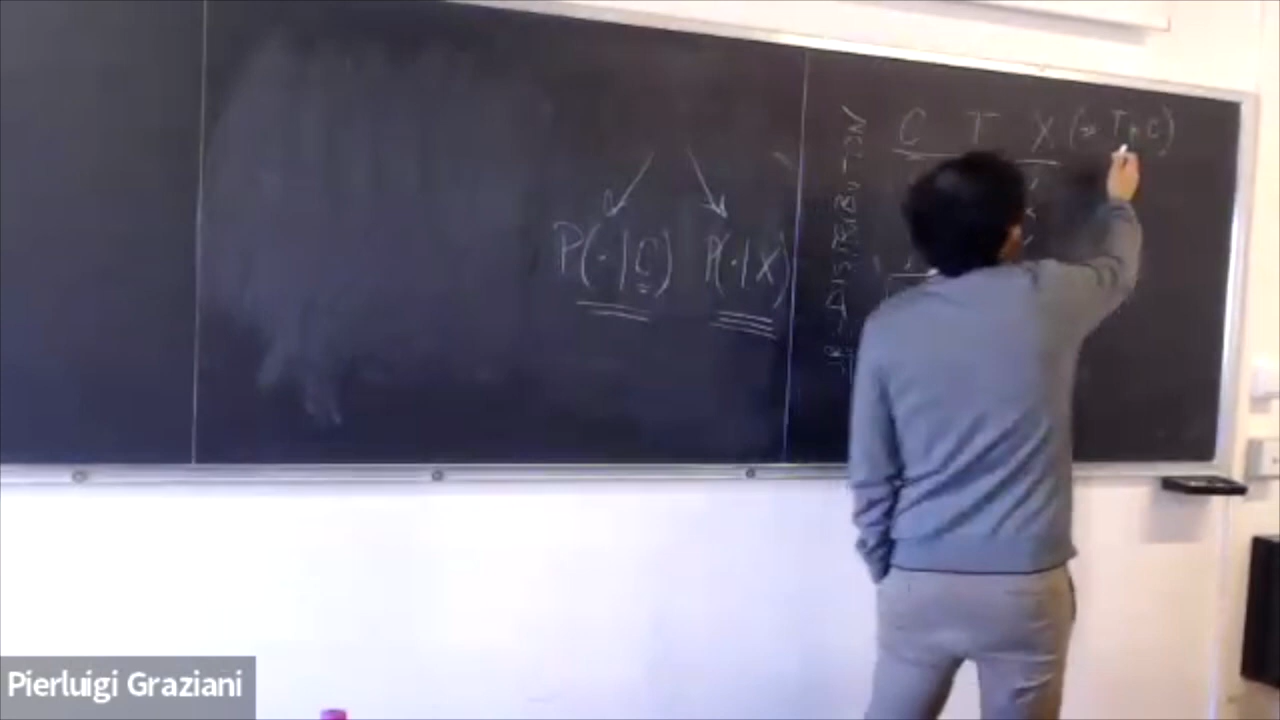 C T X (= T ∧ C)
P(·|C) P(·|X)
DISTRIBUTION
Pierluigi Graziani